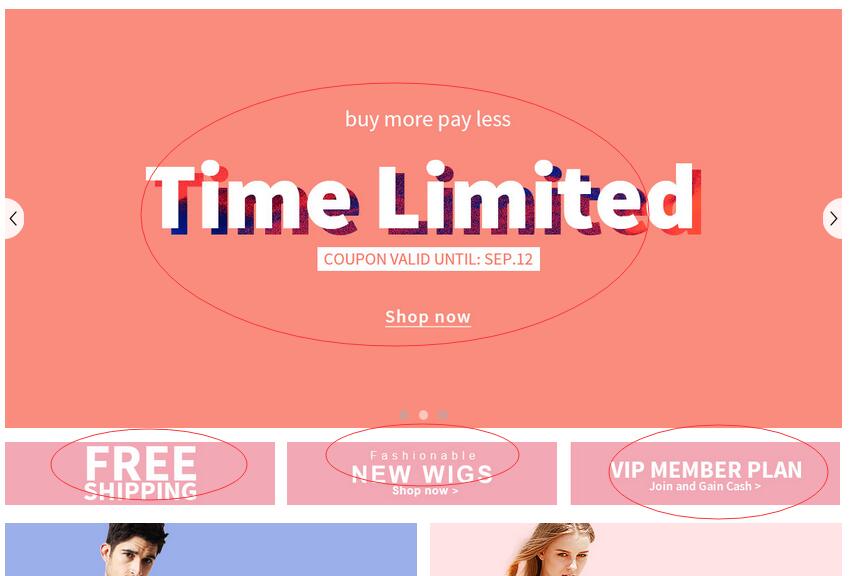 buy more pay less
Time Limited
COUPON VALID UNTIL: SEP.12
Shop now
FREE
SHIPPING
Fashionable
NEW WIGS
Shop now >
VIP MEMBER PLAN
Join and Gain Cash >